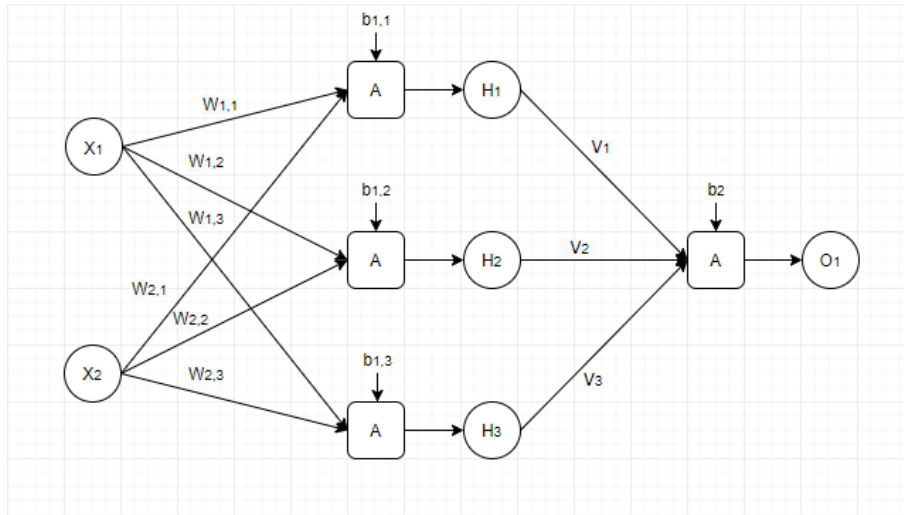 b1,1
A
H1
W1,1
X1
W1,2
V1
b1,2
b2
W1,3
A
H2
V2
A
O1
W2,1
W2,2
b1,3
X2
W2,3
V3
A
H3